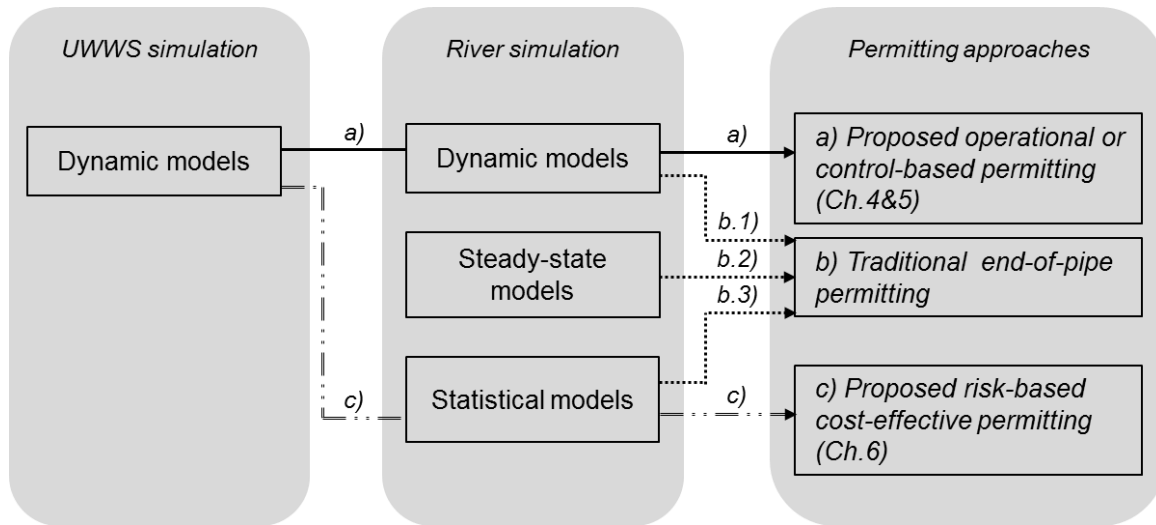 UWWS simulation
River simulation
Permitting approaches
Dynamic models
a)
Dynamic models
a)
a) Proposed operational or
control-based permitting
(Ch.4&5)
b.1)
Steady-state
models
b.2)
b) Traditional end-of-pipe
permitting
b.3)
c)
Statistical models
c)
c) Proposed risk-based
cost-effective permitting
(Ch.6)